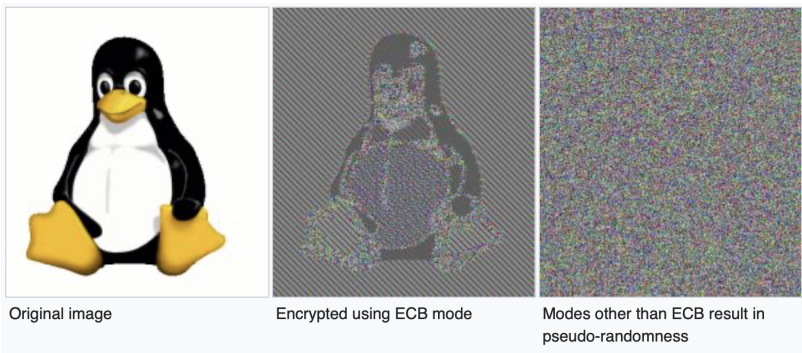 Original image
Encrypted using ECB mode
Modes other than ECB result in
pseudo-randomness